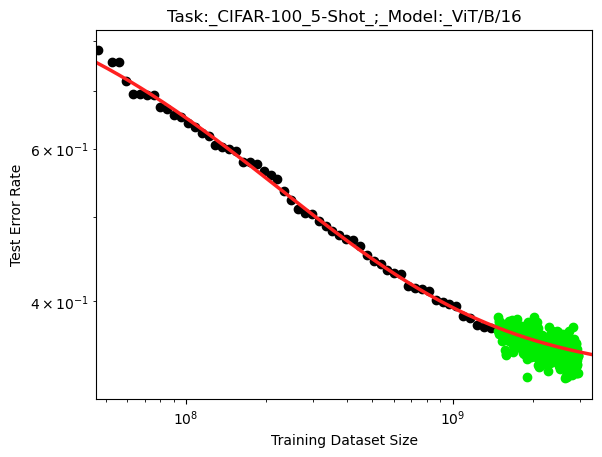 Task:_CIFAR-100_5-Shot_;_Model:_ViT/B/16
Test Error Rate
6 × 10⁻¹
4 × 10⁻¹
10⁸
10⁹
Training Dataset Size